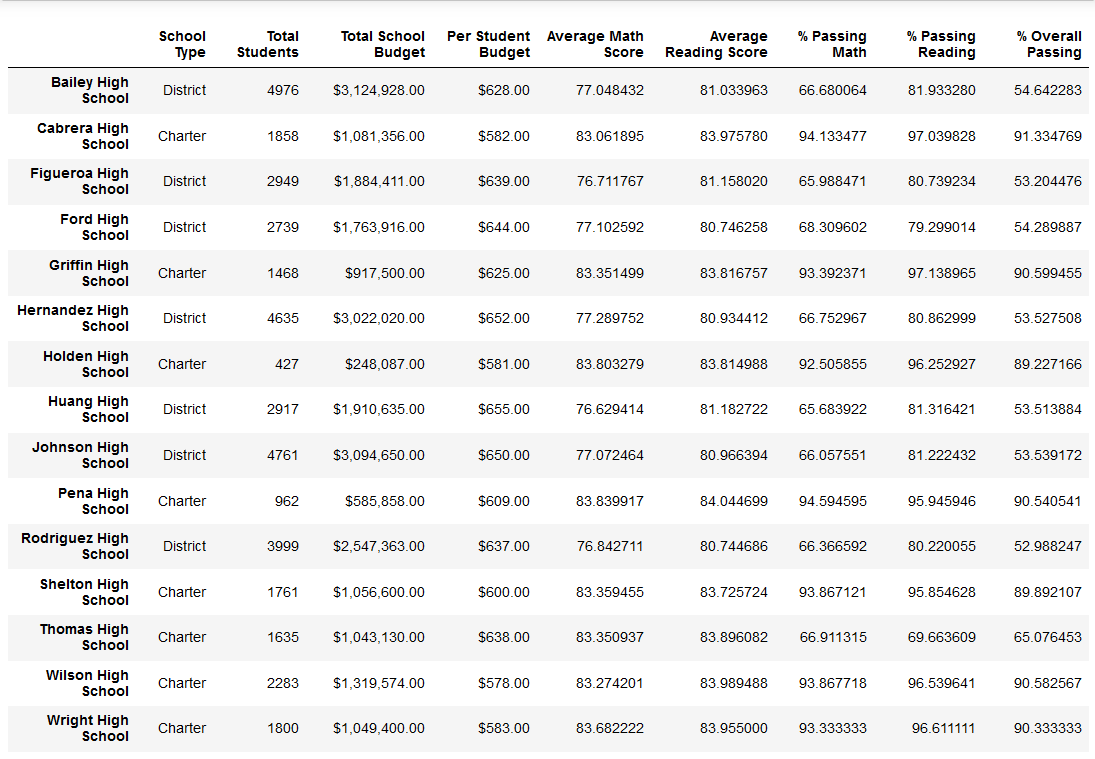 School Type Total Students Total School Budget Per Student Budget Average Math Score Average Reading Score % Passing Math % Passing Reading % Overall Passing
Bailey High School District 4976 $3,124,928.00 $628.00 77.048432 81.033963 66.680064 81.933280 54.642283
Cabrera High School Charter 1858 $1,081,356.00 $582.00 83.061895 83.975780 94.133477 97.039828 91.334769
Figueroa High School District 2949 $1,884,411.00 $639.00 76.711767 81.158020 65.988471 80.739234 53.204476
Ford High School District 2739 $1,763,916.00 $644.00 77.102592 80.746258 68.309602 79.299014 54.289887
Griffin High School Charter 1468 $917,500.00 $625.00 83.351499 83.816757 93.392371 97.138965 90.599455
Hernandez High School District 4635 $3,022,020.00 $652.00 77.289752 80.934412 66.752967 80.862999 53.527508
Holden High School Charter 427 $248,087.00 $581.00 83.803279 83.814988 92.505855 96.252927 89.227166
Huang High School District 2917 $1,910,635.00 $655.00 76.629414 81.182722 65.683922 81.316421 53.513884
Johnson High School District 4761 $3,094,650.00 $650.00 77.072464 80.966394 66.057551 81.222432 53.539172
Pena High School Charter 962 $585,858.00 $609.00 83.839917 84.044699 94.594595 95.945946 90.540541
Rodriguez High School District 3999 $2,547,363.00 $637.00 76.842711 80.744686 66.366592 80.220055 52.988247
Shelton High School Charter 1761 $1,056,600.00 $600.00 83.359455 83.725724 93.867121 95.854628 89.892107
Thomas High School Charter 1635 $1,043,130.00 $638.00 83.350937 83.896082 66.911315 69.663609 65.076453
Wilson High School Charter 2283 $1,319,574.00 $578.00 83.274201 83.989488 93.867718 96.539641 90.582567
Wright High School Charter 1800 $1,049,400.00 $583.00 83.682222 83.955000 93.333333 96.611111 90.333333